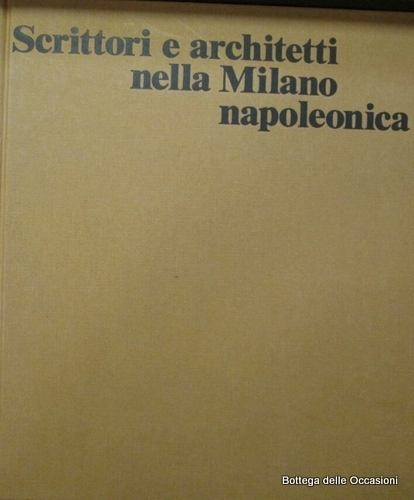 Scrittori e architetti
nella Milano
napoleonica
Bottega delle Occasioni